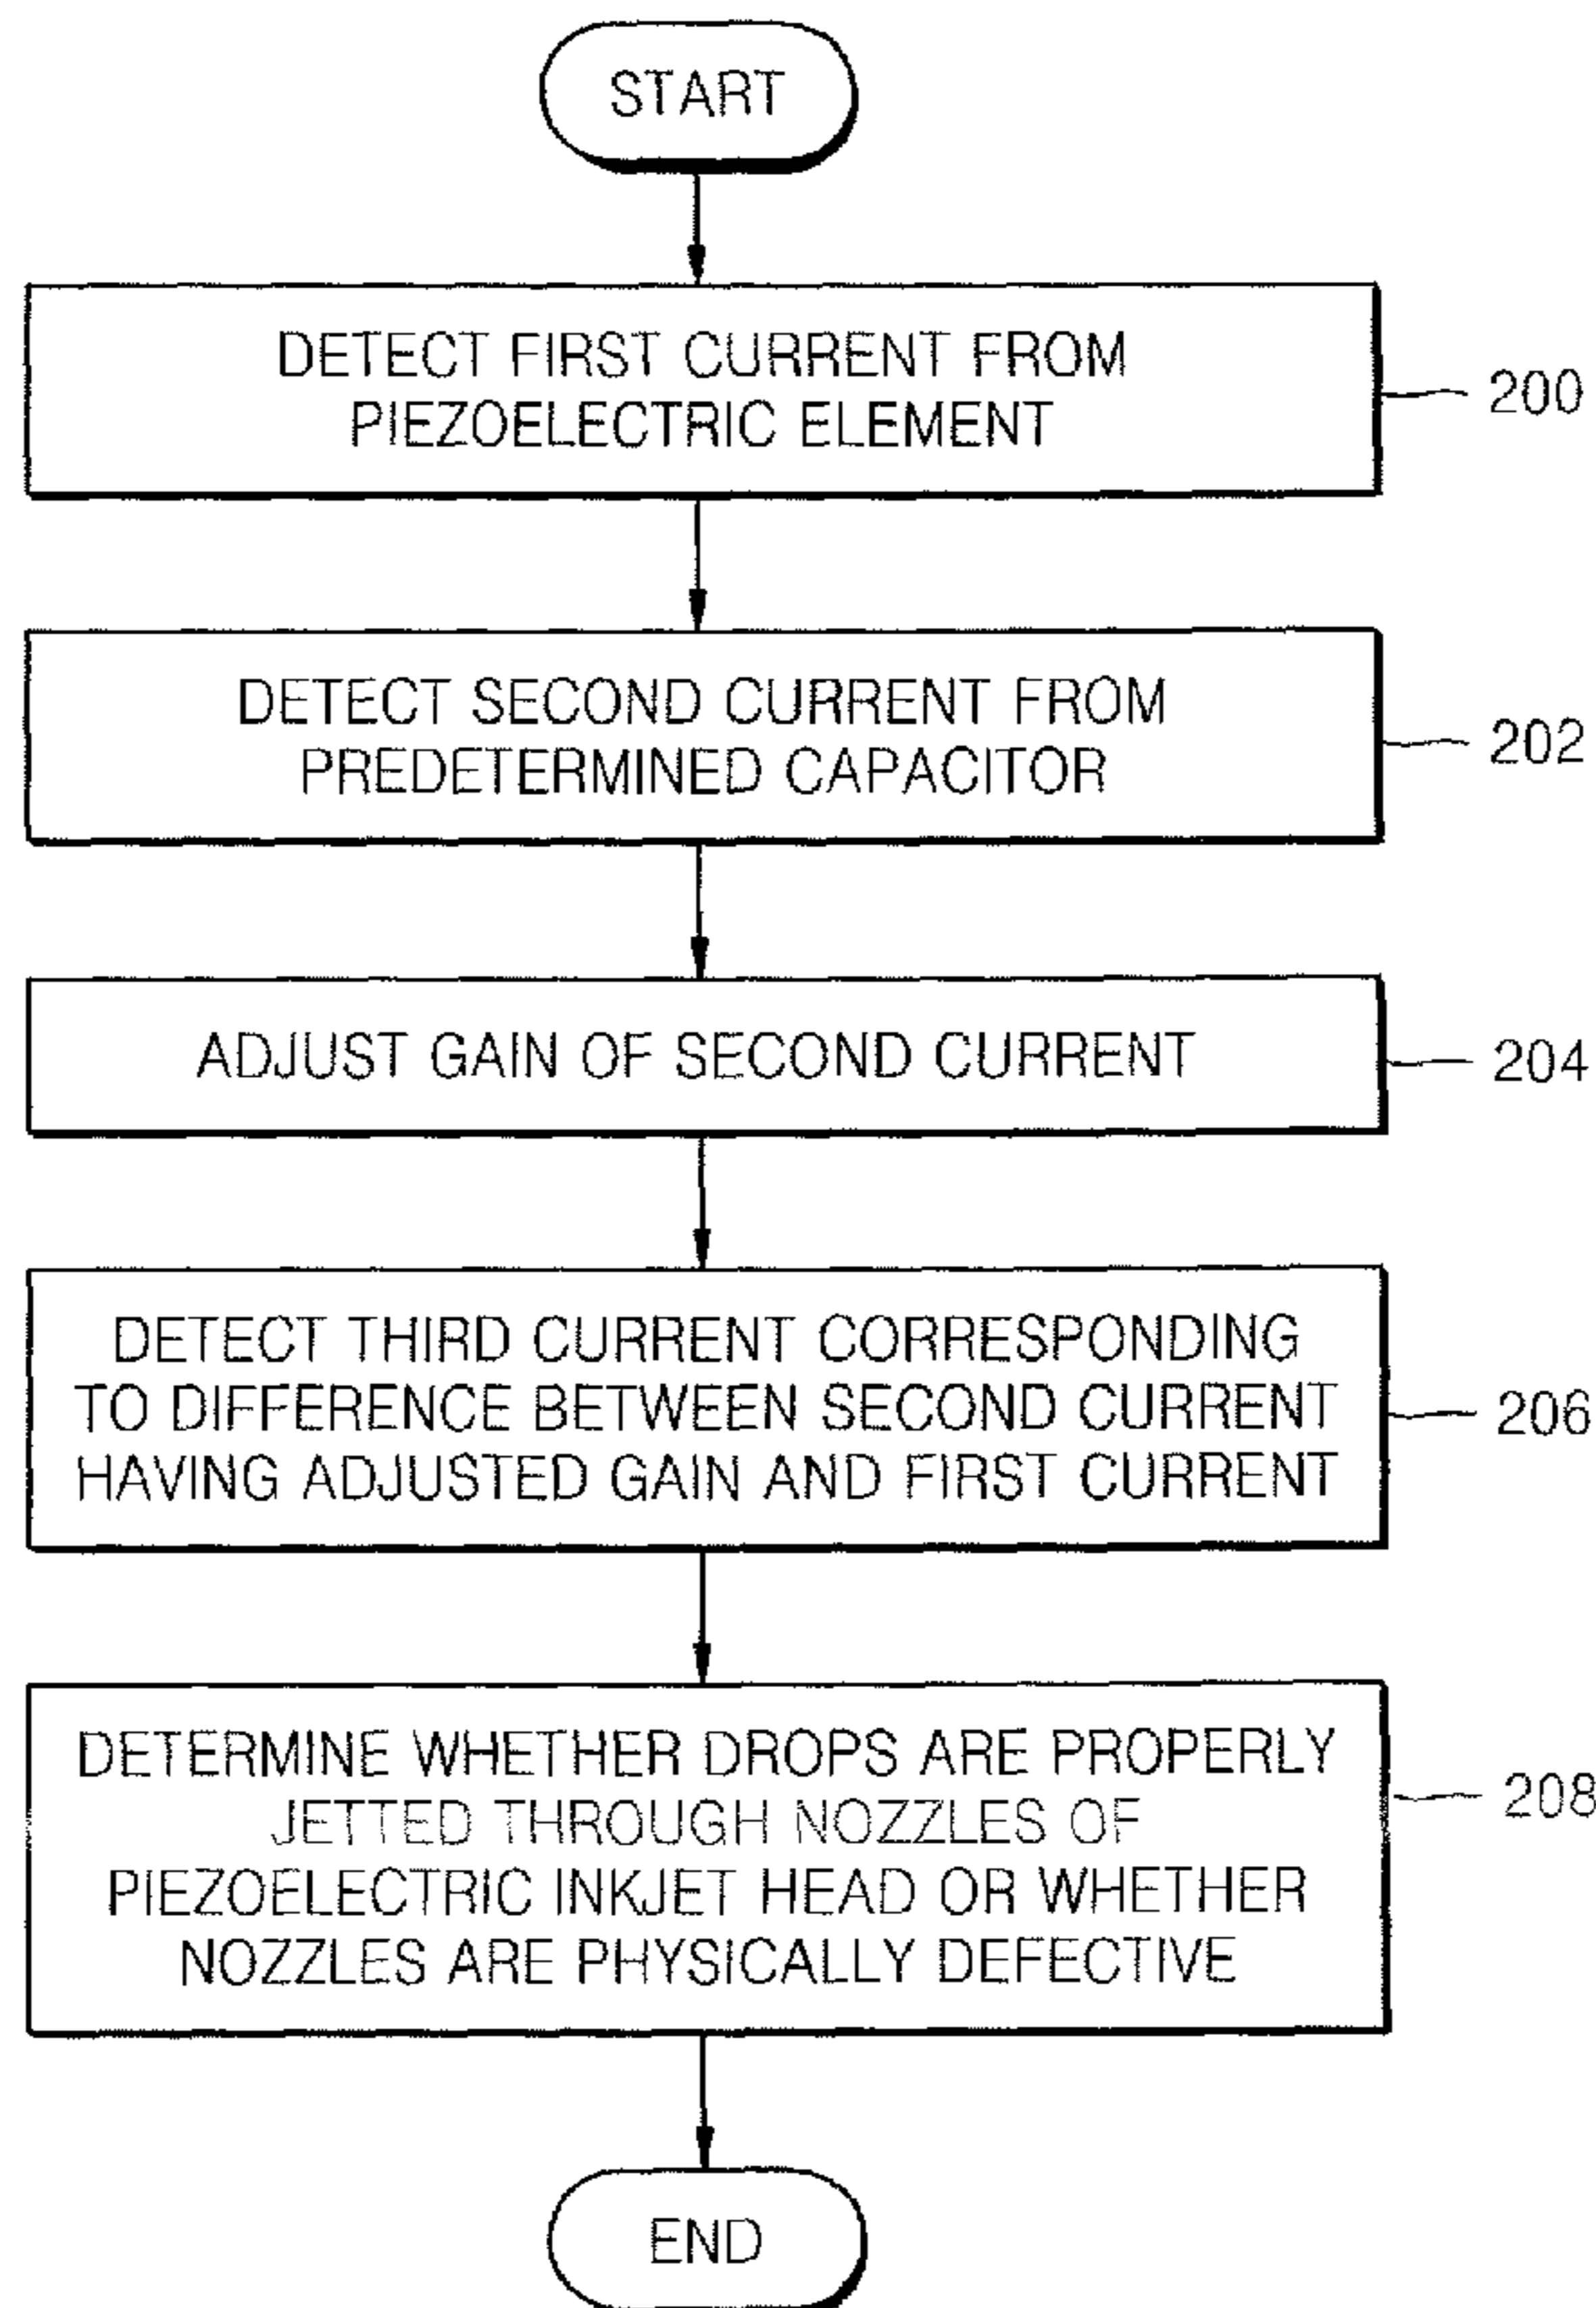 START
DETECT FIRST CURRENT FROM
PIEZOELECTRIC ELEMENT
200
DETECT SECOND CURRENT FROM
PREDETERMINED CAPACITOR
202
ADJUST GAIN OF SECOND CURRENT
204
DETECT THIRD CURRENT CORRESPONDING
TO DIFFERENCE BETWEEN SECOND CURRENT
HAVING ADJUSTED GAIN AND FIRST CURRENT
206
DETERMINE WHETHER DROPS ARE PROPERLY
JETTED THROUGH NOZZLES OF
PIEZOELECTRIC INKJET HEAD OR WHETHER
NOZZLES ARE PHYSICALLY DEFECTIVE
208
END